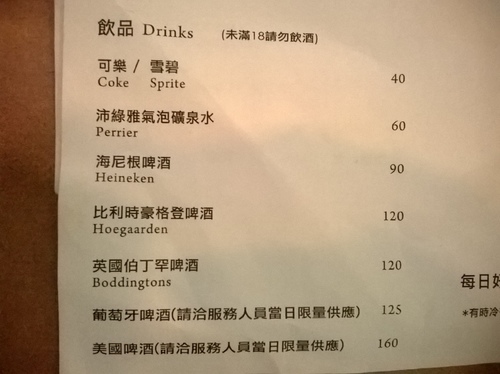 飲品 Drinks (未滿18請勿飲酒)
可樂 / 雪碧
Coke Sprite 40
沛綠雅氣泡礦泉水
Perrier 60
海尼根啤酒 90
Heineken
比利時豪格登啤酒 120
Hoegaarden
英國伯丁罕啤酒 120
Boddingtons
葡萄牙啤酒(請洽服務人員當日限量供應) 125
美國啤酒(請洽服務人員當日限量供應) 160
每日好
*有時冷